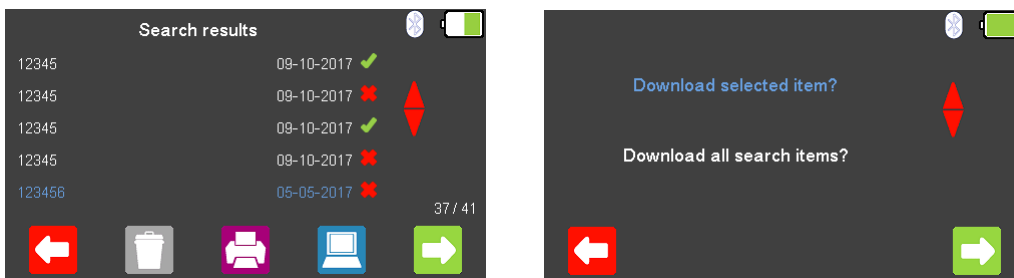 Search results
12345 09-10-2017
12345 09-10-2017
12345 09-10-2017
12345 09-10-2017
123456 05-05-2017
37 / 41
Download selected item?
Download all search items?